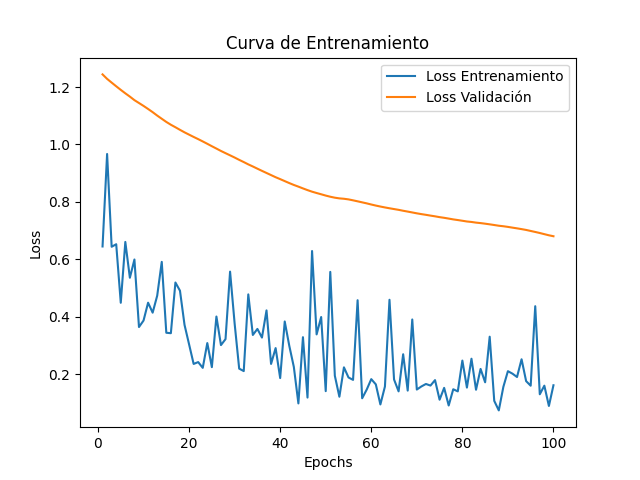 Curva de Entrenamiento
Loss Entrenamiento
Loss Validación
Loss
1.2
1.0
0.8
0.6
0.4
0.2
0
20
40
60
80
100
Epochs